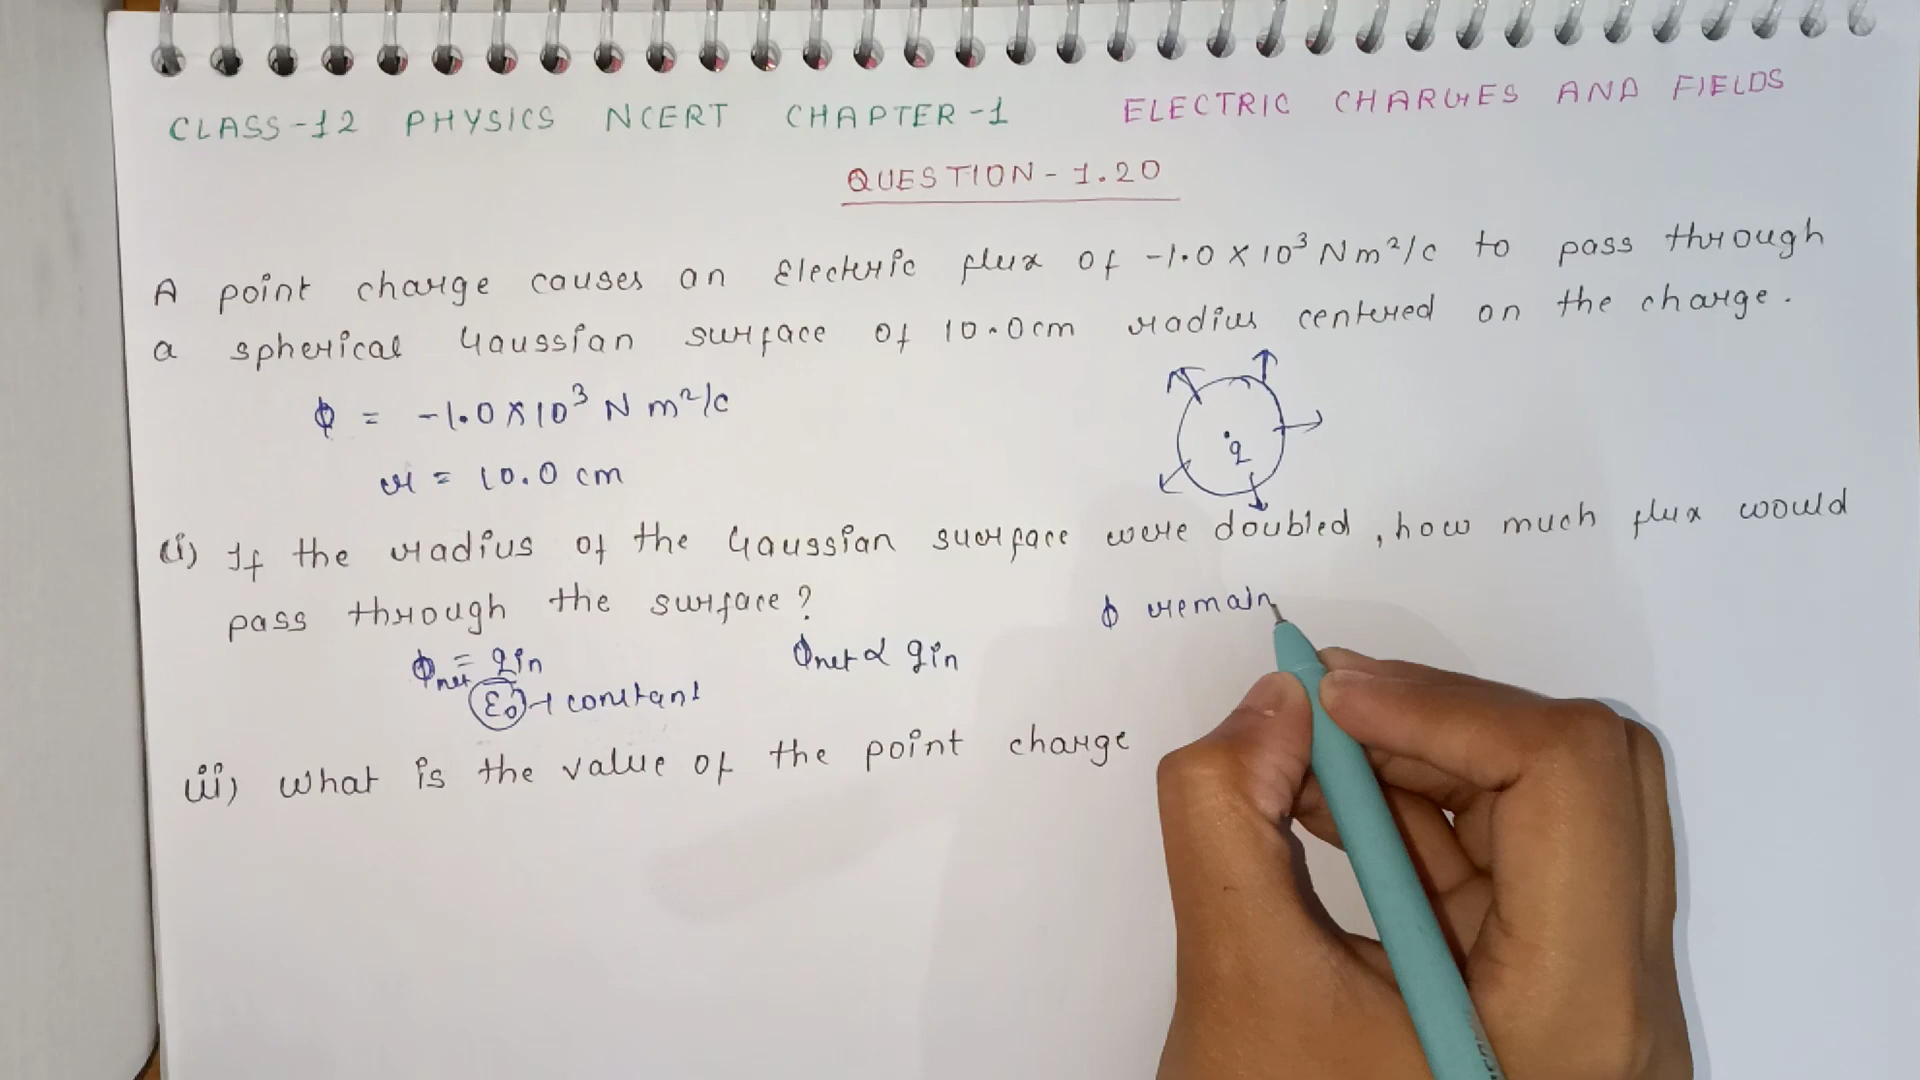 CLASS-12 PHYSICS NCERT CHAPTER-1 ELECTRIC CHARGES AND FIELDS
QUESTION-1.20
A point charge causes an Electric flux of -1.0 × 10³ N m²/c to pass through
a spherical Gaussian surface of 10.0cm radius centered on the charge.
ϕ = -1.0 × 10³ N m²/c
r = 10.0 cm
q
(i) If the radius of the Gaussian surface were doubled, how much flux would
pass through the surface?
ϕ remain
ϕnet = qin
ε0 → constant
ϕnet ∝ qin
(ii) What is the value of the point charge